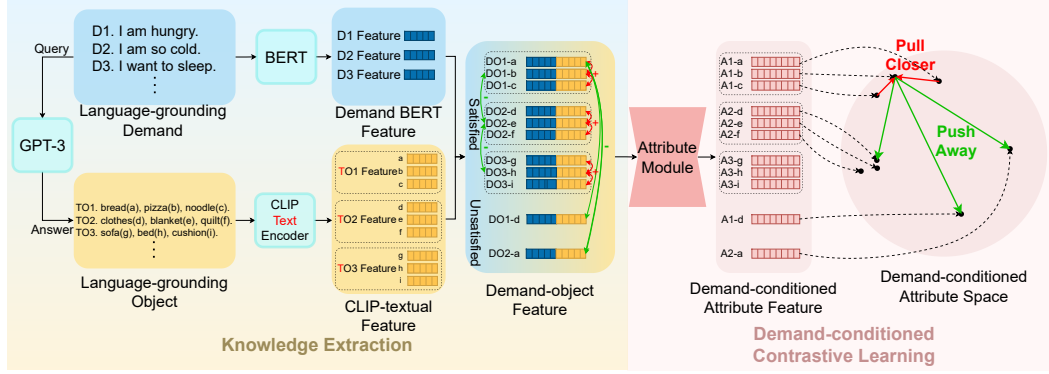 Query
D1. I am hungry.
D2. I am so cold.
D3. I want to sleep.
Language-grounding
Demand
BERT
D1 Feature
D2 Feature
D3 Feature
Demand BERT
Feature
GPT-3
Answer
TO1. bread(a), pizza(b), noodle(c).
TO2. clothes(d), blanket(e), quilt(f).
TO3. sofa(g), bed(h), cushion(i).
Language-grounding
Object
CLIP
Text
Encoder
TO1 Feature
a
b
c
TO2 Feature
d
e
f
TO3 Feature
g
h
i
CLIP-textual
Feature
Knowledge Extraction
Satisfied
Unsatisfied
DO1-a
DO1-b
DO1-c
DO2-d
DO2-e
DO2-f
DO3-g
DO3-h
DO3-i
DO1-d
DO2-a
+
+
+
-
-
-
Demand-object
Feature
Attribute
Module
A1-a
A1-b
A1-c
A2-d
A2-e
A2-f
A3-g
A3-h
A3-i
A1-d
A2-a
Demand-conditioned
Attribute Feature
Pull
Closer
Push
Away
Demand-conditioned
Attribute Space
Demand-conditioned
Contrastive Learning